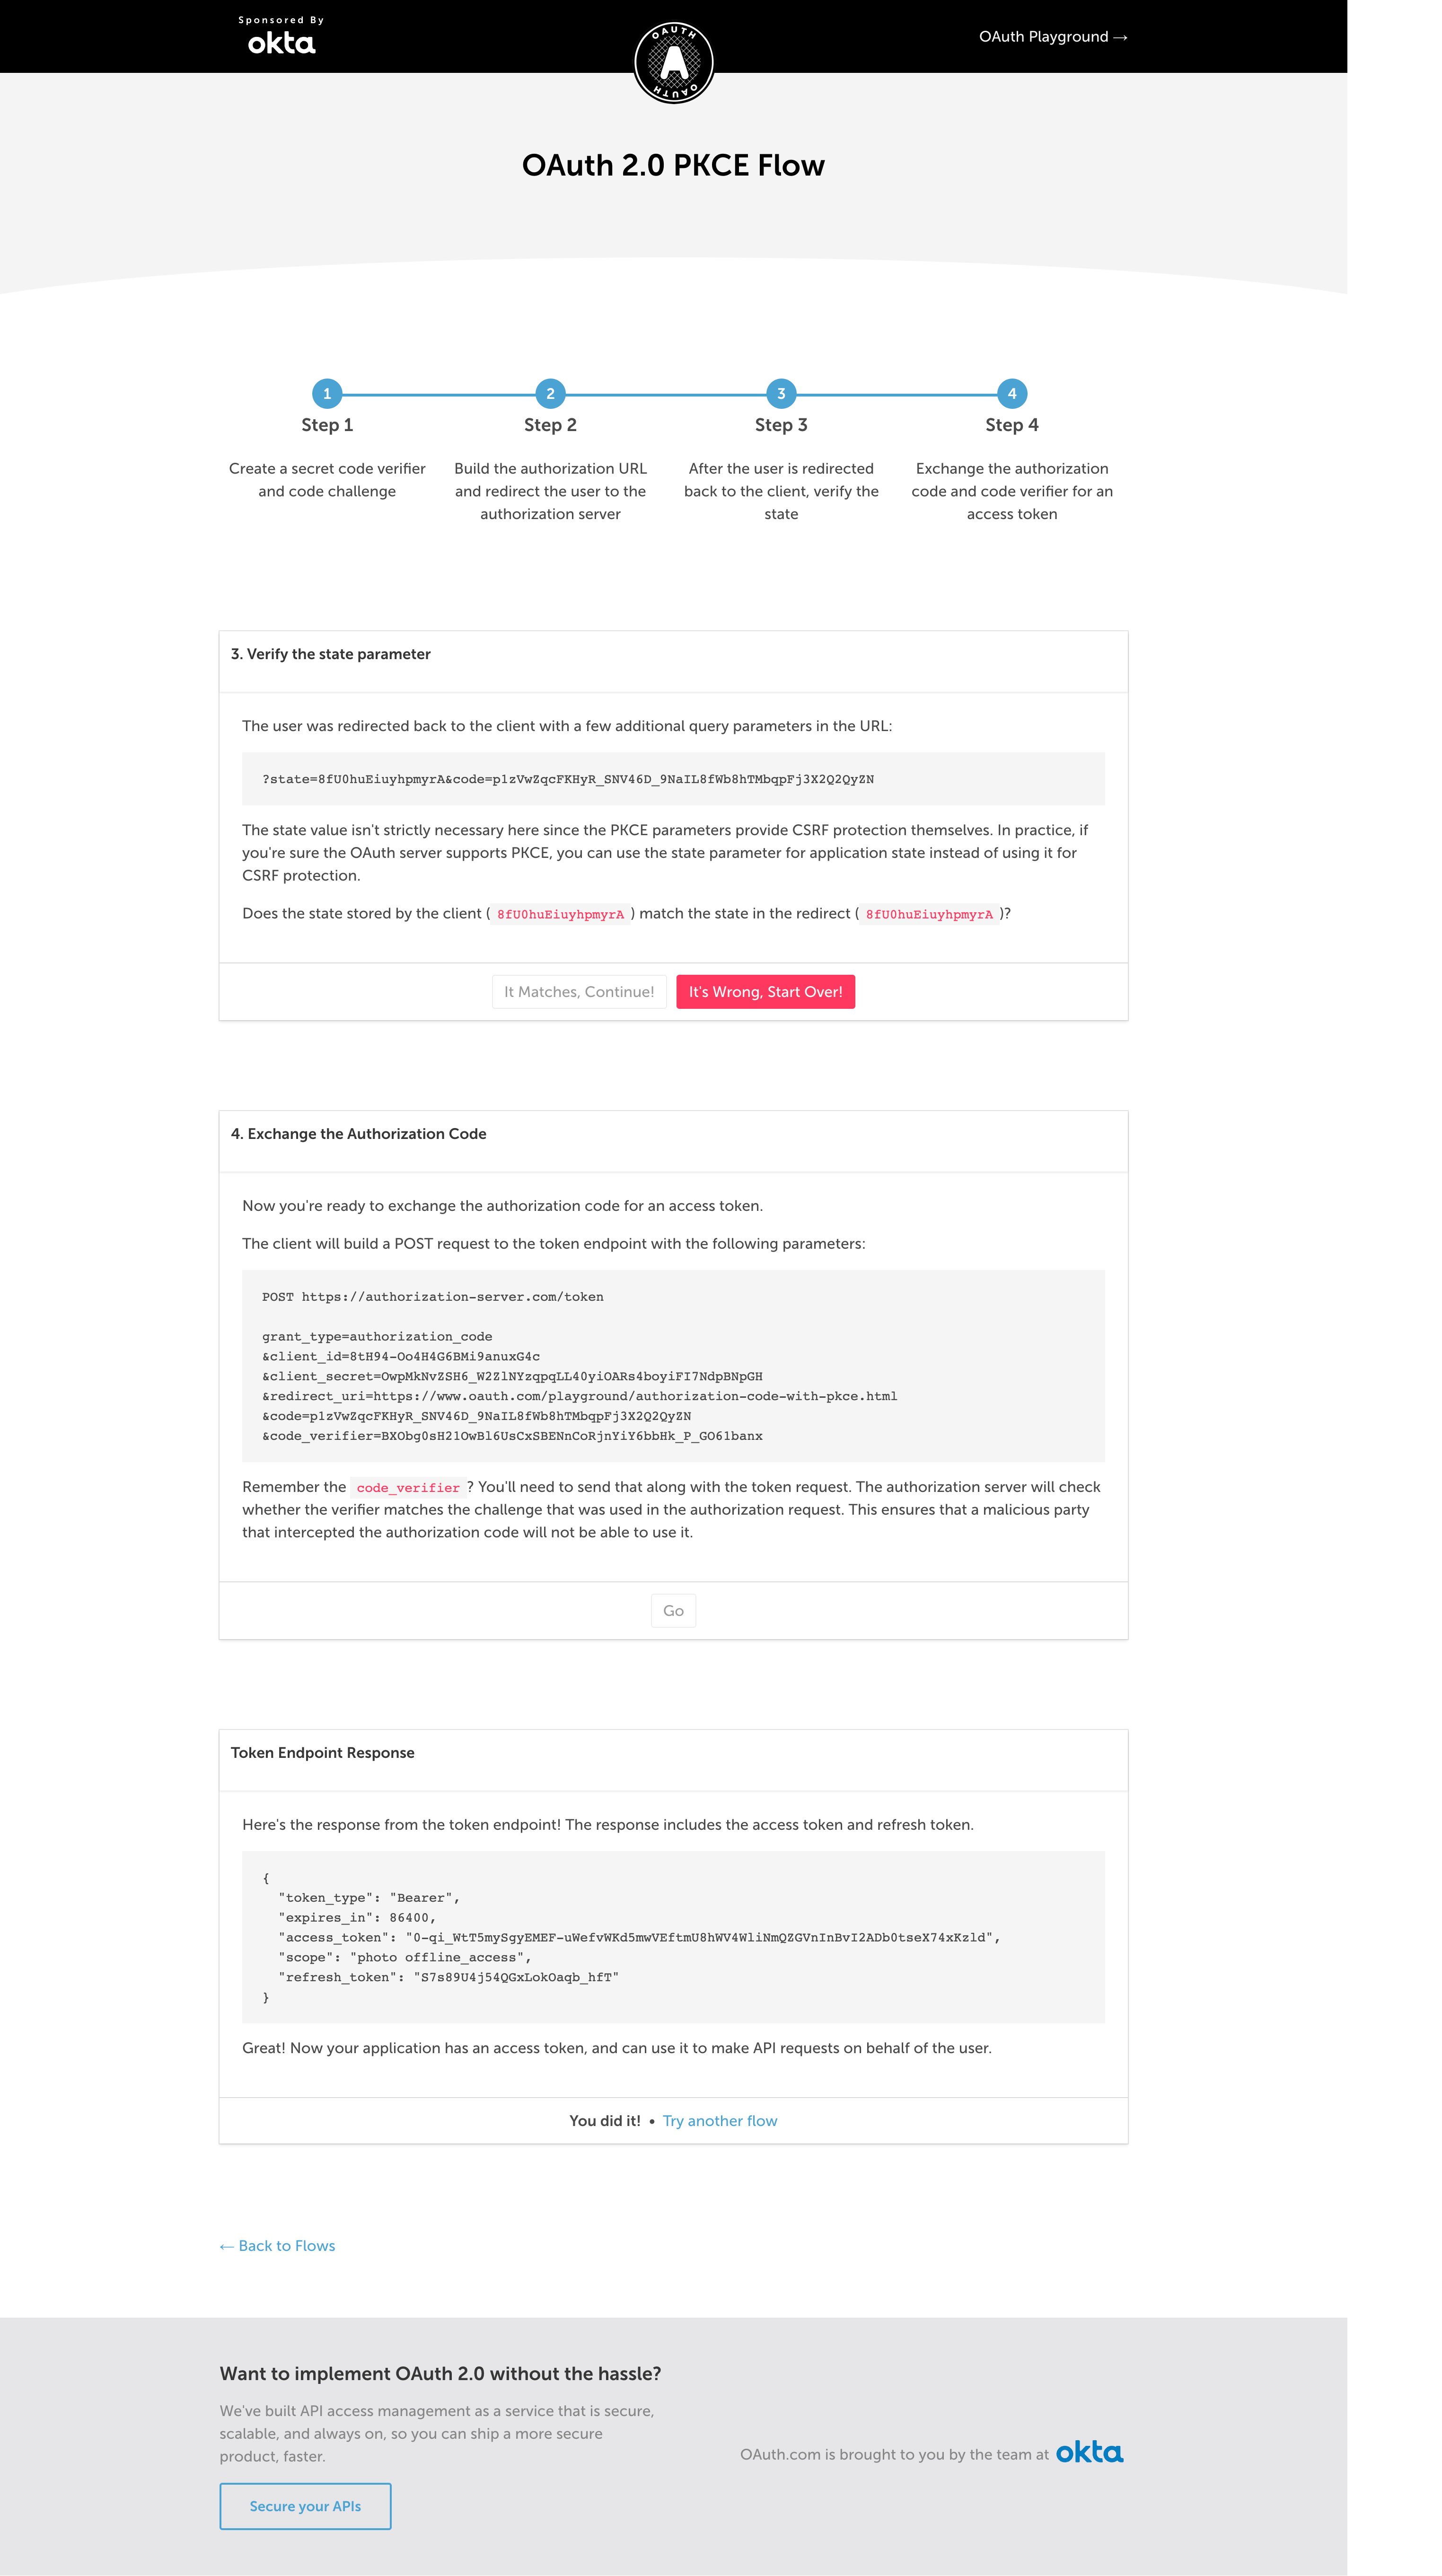 Sponsored By
okta
OAUTH
A
OAUTH
OAuth Playground →
OAuth 2.0 PKCE Flow
1
Step 1
Create a secret code verifier
and code challenge
2
Step 2
Build the authorization URL
and redirect the user to the
authorization server
3
Step 3
After the user is redirected
back to the client, verify the
state
4
Step 4
Exchange the authorization
code and code verifier for an
access token
3. Verify the state parameter
The user was redirected back to the client with a few additional query parameters in the URL:
?state=8fU0huEiuyhpmyrA&code=p1zVwZqcFKHyR_SNV46D_9NaIL8fWb8hTMbqpFj3X2Q2QyZN
The state value isn't strictly necessary here since the PKCE parameters provide CSRF protection themselves. In practice, if
you're sure the OAuth server supports PKCE, you can use the state parameter for application state instead of using it for
CSRF protection.
Does the state stored by the client ( 8fU0huEiuyhpmyrA ) match the state in the redirect ( 8fU0huEiuyhpmyrA )?
It Matches, Continue!
It's Wrong, Start Over!
4. Exchange the Authorization Code
Now you're ready to exchange the authorization code for an access token.
The client will build a POST request to the token endpoint with the following parameters:
POST https://authorization-server.com/token
grant_type=authorization_code
&client_id=8tH94-Oo4H4G6BMi9anuxG4c
&client_secret=OwpMkNvZSH6_W2ZlNYzqpqLL40yiOARs4boyiFI7NdpBNpGH
&redirect_uri=https://www.oauth.com/playground/authorization-code-with-pkce.html
&code=p1zVwZqcFKHyR_SNV46D_9NaIL8fWb8hTMbqpFj3X2Q2QyZN
&code_verifier=BXObg0sH21OwBl6UsCxSBENnCoRjnYiY6bbHk_P_GO61banx
Remember the code_verifier ? You'll need to send that along with the token request. The authorization server will check
whether the verifier matches the challenge that was used in the authorization request. This ensures that a malicious party
that intercepted the authorization code will not be able to use it.
Go
Token Endpoint Response
Here's the response from the token endpoint! The response includes the access token and refresh token.
{
"token_type": "Bearer",
"expires_in": 86400,
"access_token": "0-qi_WtT5mySgyEMEF-uWefvWKd5mwVEftmU8hWV4WliNmQZGVnInBvI2ADb0tseX74xKzld",
"scope": "photo offline_access",
"refresh_token": "S7s89U4j54QGxLokOaqb_hfT"
}
Great! Now your application has an access token, and can use it to make API requests on behalf of the user.
You did it! • Try another flow
← Back to Flows
Want to implement OAuth 2.0 without the hassle?
We've built API access management as a service that is secure,
scalable, and always on, so you can ship a more secure
product, faster.
Secure your APIs
OAuth.com is brought to you by the team at okta